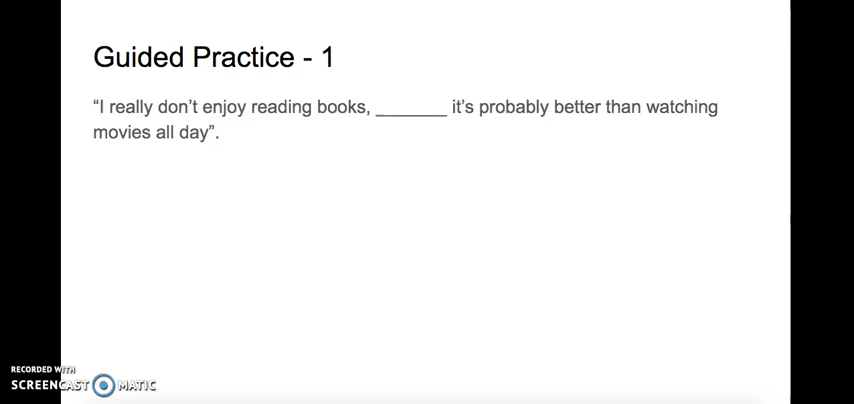 Guided Practice - 1
“I really don’t enjoy reading books, _______ it’s probably better than watching
movies all day”.
RECORDED WITH
SCREENCAST MATIC